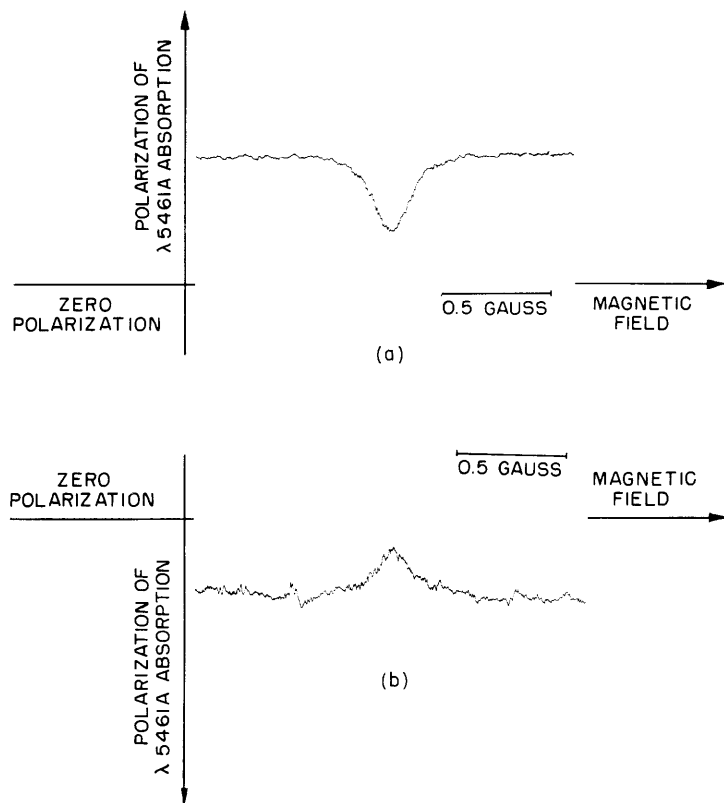 POLARIZATION OF
λ 5461A ABSORPTION
ZERO
POLARIZATION
0.5 GAUSS
MAGNETIC
FIELD
(a)
ZERO
POLARIZATION
0.5 GAUSS
MAGNETIC
FIELD
POLARIZATION OF
λ 5461A ABSORPTION
(b)